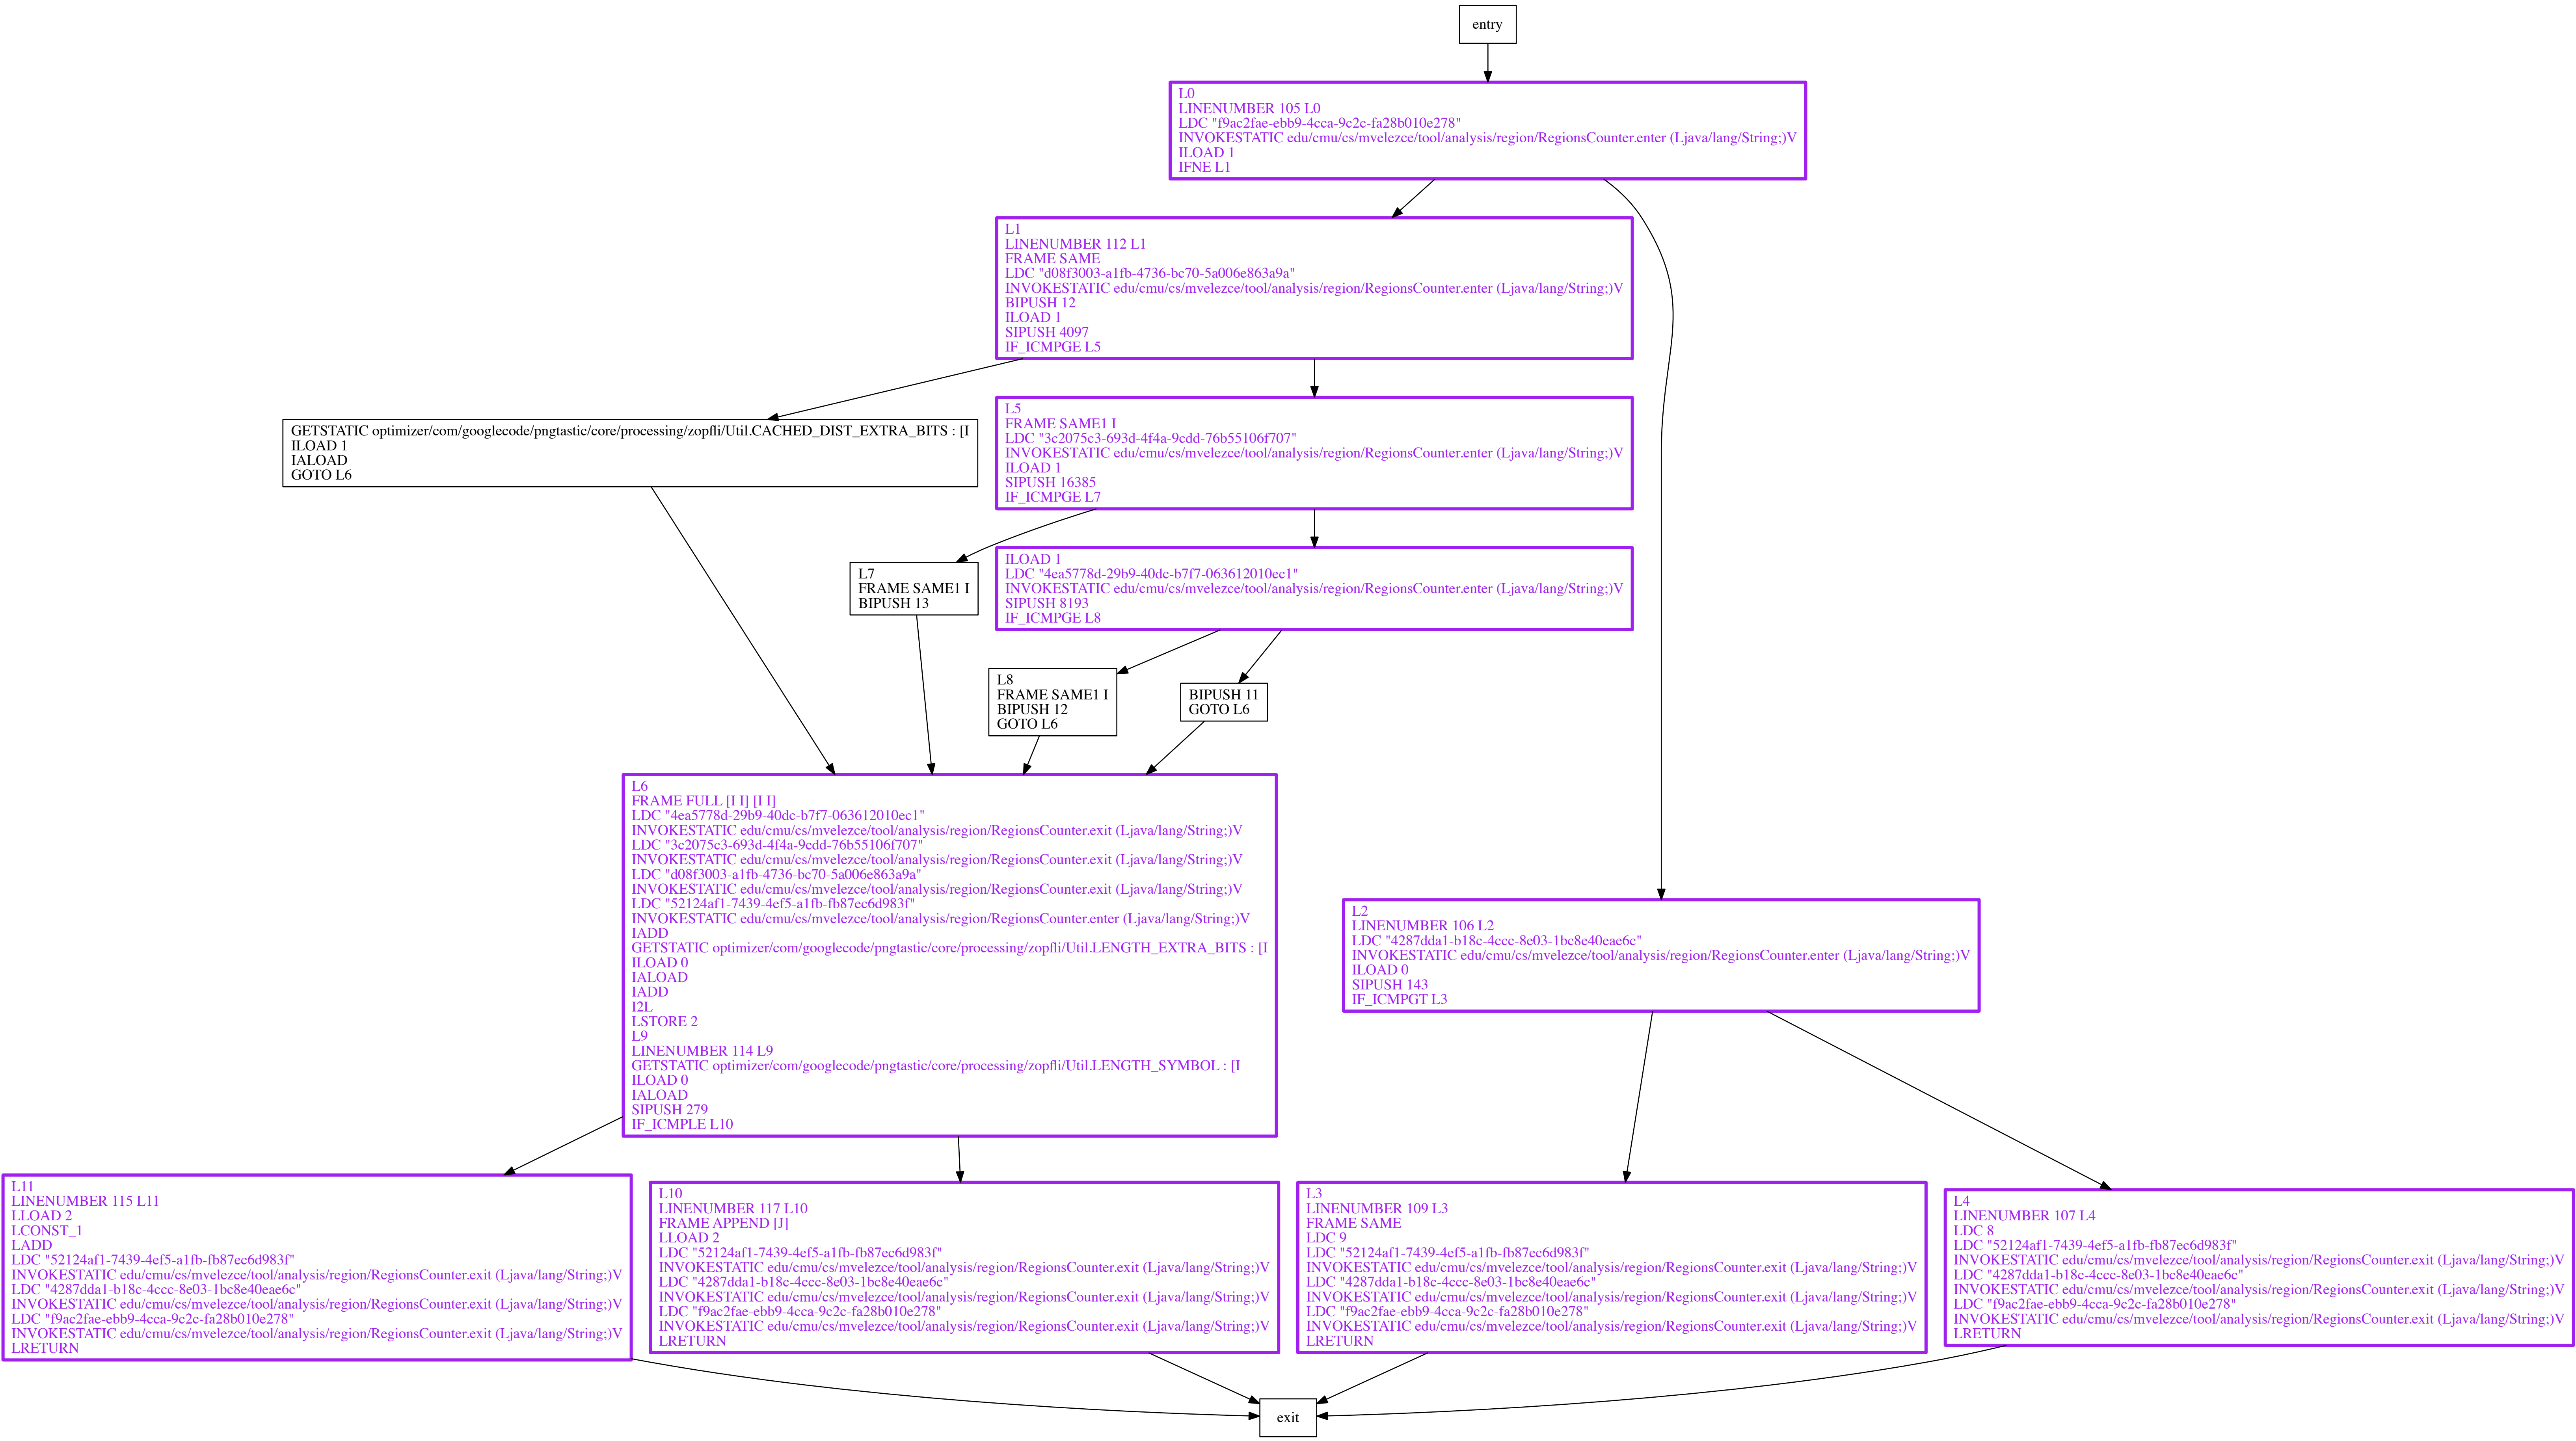 entry
L0
LINENUMBER 105 L0
LDC "f9ac2fae-ebb9-4cca-9c2c-fa28b010e278"
INVOKESTATIC edu/cmu/cs/mvelezce/tool/analysis/region/RegionsCounter.enter (Ljava/lang/String;)V
ILOAD 1
IFNE L1
L1
LINENUMBER 112 L1
FRAME SAME
LDC "d08f3003-a1fb-4736-bc70-5a006e863a9a"
INVOKESTATIC edu/cmu/cs/mvelezce/tool/analysis/region/RegionsCounter.enter (Ljava/lang/String;)V
BIPUSH 12
ILOAD 1
SIPUSH 4097
IF_ICMPGE L5
GETSTATIC optimizer/com/googlecode/pngtastic/core/processing/zopfli/Util.CACHED_DIST_EXTRA_BITS : [I
ILOAD 1
IALOAD
GOTO L6
L5
FRAME SAME1 I
LDC "3c2075c3-693d-4f4a-9cdd-76b55106f707"
INVOKESTATIC edu/cmu/cs/mvelezce/tool/analysis/region/RegionsCounter.enter (Ljava/lang/String;)V
ILOAD 1
SIPUSH 16385
IF_ICMPGE L7
L7
FRAME SAME1 I
BIPUSH 13
ILOAD 1
LDC "4ea5778d-29b9-40dc-b7f7-063612010ec1"
INVOKESTATIC edu/cmu/cs/mvelezce/tool/analysis/region/RegionsCounter.enter (Ljava/lang/String;)V
SIPUSH 8193
IF_ICMPGE L8
L8
FRAME SAME1 I
BIPUSH 12
GOTO L6
BIPUSH 11
GOTO L6
L6
FRAME FULL [I I] [I I]
LDC "4ea5778d-29b9-40dc-b7f7-063612010ec1"
INVOKESTATIC edu/cmu/cs/mvelezce/tool/analysis/region/RegionsCounter.exit (Ljava/lang/String;)V
LDC "3c2075c3-693d-4f4a-9cdd-76b55106f707"
INVOKESTATIC edu/cmu/cs/mvelezce/tool/analysis/region/RegionsCounter.exit (Ljava/lang/String;)V
LDC "d08f3003-a1fb-4736-bc70-5a006e863a9a"
INVOKESTATIC edu/cmu/cs/mvelezce/tool/analysis/region/RegionsCounter.exit (Ljava/lang/String;)V
LDC "52124af1-7439-4ef5-a1fb-fb87ec6d983f"
INVOKESTATIC edu/cmu/cs/mvelezce/tool/analysis/region/RegionsCounter.enter (Ljava/lang/String;)V
IADD
GETSTATIC optimizer/com/googlecode/pngtastic/core/processing/zopfli/Util.LENGTH_EXTRA_BITS : [I
ILOAD 0
IALOAD
IADD
I2L
LSTORE 2
L9
LINENUMBER 114 L9
GETSTATIC optimizer/com/googlecode/pngtastic/core/processing/zopfli/Util.LENGTH_SYMBOL : [I
ILOAD 0
IALOAD
SIPUSH 279
IF_ICMPLE L10
L2
LINENUMBER 106 L2
LDC "4287dda1-b18c-4ccc-8e03-1bc8e40eae6c"
INVOKESTATIC edu/cmu/cs/mvelezce/tool/analysis/region/RegionsCounter.enter (Ljava/lang/String;)V
ILOAD 0
SIPUSH 143
IF_ICMPGT L3
L11
LINENUMBER 115 L11
LLOAD 2
LCONST_1
LADD
LDC "52124af1-7439-4ef5-a1fb-fb87ec6d983f"
INVOKESTATIC edu/cmu/cs/mvelezce/tool/analysis/region/RegionsCounter.exit (Ljava/lang/String;)V
LDC "4287dda1-b18c-4ccc-8e03-1bc8e40eae6c"
INVOKESTATIC edu/cmu/cs/mvelezce/tool/analysis/region/RegionsCounter.exit (Ljava/lang/String;)V
LDC "f9ac2fae-ebb9-4cca-9c2c-fa28b010e278"
INVOKESTATIC edu/cmu/cs/mvelezce/tool/analysis/region/RegionsCounter.exit (Ljava/lang/String;)V
LRETURN
L10
LINENUMBER 117 L10
FRAME APPEND [J]
LLOAD 2
LDC "52124af1-7439-4ef5-a1fb-fb87ec6d983f"
INVOKESTATIC edu/cmu/cs/mvelezce/tool/analysis/region/RegionsCounter.exit (Ljava/lang/String;)V
LDC "4287dda1-b18c-4ccc-8e03-1bc8e40eae6c"
INVOKESTATIC edu/cmu/cs/mvelezce/tool/analysis/region/RegionsCounter.exit (Ljava/lang/String;)V
LDC "f9ac2fae-ebb9-4cca-9c2c-fa28b010e278"
INVOKESTATIC edu/cmu/cs/mvelezce/tool/analysis/region/RegionsCounter.exit (Ljava/lang/String;)V
LRETURN
L3
LINENUMBER 109 L3
FRAME SAME
LDC 9
LDC "52124af1-7439-4ef5-a1fb-fb87ec6d983f"
INVOKESTATIC edu/cmu/cs/mvelezce/tool/analysis/region/RegionsCounter.exit (Ljava/lang/String;)V
LDC "4287dda1-b18c-4ccc-8e03-1bc8e40eae6c"
INVOKESTATIC edu/cmu/cs/mvelezce/tool/analysis/region/RegionsCounter.exit (Ljava/lang/String;)V
LDC "f9ac2fae-ebb9-4cca-9c2c-fa28b010e278"
INVOKESTATIC edu/cmu/cs/mvelezce/tool/analysis/region/RegionsCounter.exit (Ljava/lang/String;)V
LRETURN
L4
LINENUMBER 107 L4
LDC 8
LDC "52124af1-7439-4ef5-a1fb-fb87ec6d983f"
INVOKESTATIC edu/cmu/cs/mvelezce/tool/analysis/region/RegionsCounter.exit (Ljava/lang/String;)V
LDC "4287dda1-b18c-4ccc-8e03-1bc8e40eae6c"
INVOKESTATIC edu/cmu/cs/mvelezce/tool/analysis/region/RegionsCounter.exit (Ljava/lang/String;)V
LDC "f9ac2fae-ebb9-4cca-9c2c-fa28b010e278"
INVOKESTATIC edu/cmu/cs/mvelezce/tool/analysis/region/RegionsCounter.exit (Ljava/lang/String;)V
LRETURN
exit